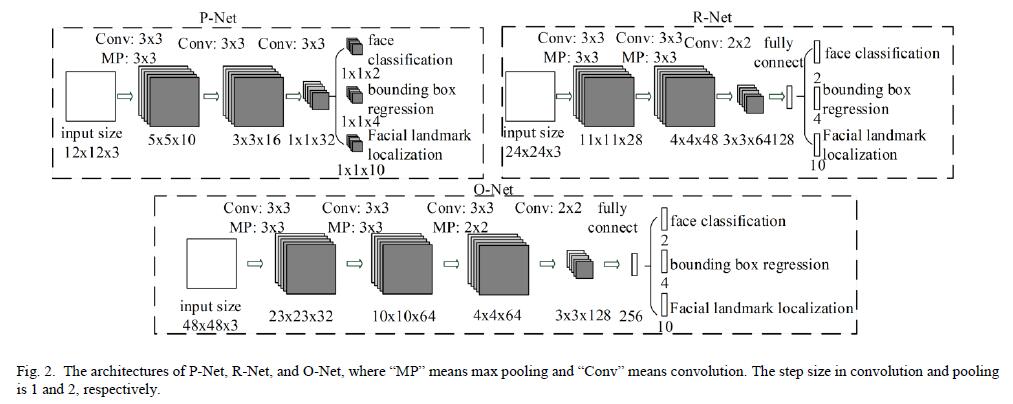 P-Net
Conv: 3x3 Conv: 3x3 Conv: 3x3
MP: 3x3
face
classification
1x1x2
bounding box
regression
1x1x4
Facial landmark
localization
1x1x10
input size
12x12x3
5x5x10
3x3x16
1x1x32
R-Net
Conv: 3x3 Conv: 3x3 Conv: 2x2 fully
MP: 3x3 MP: 3x3 connect
face classification
2
bounding box
regression
4
Facial landmark
localization
10
input size
24x24x3
11x11x28
4x4x48
3x3x64
128
O-Net
Conv: 3x3 Conv: 3x3 Conv: 3x3 Conv: 2x2 fully
MP: 3x3 MP: 3x3 MP: 2x2 connect
face classification
2
bounding box regression
4
Facial landmark localization
10
input size
48x48x3
23x23x32
10x10x64
4x4x64
3x3x128
256
Fig. 2. The architectures of P-Net, R-Net, and O-Net, where “MP” means max pooling and “Conv” means convolution. The step size in convolution and pooling
is 1 and 2, respectively.